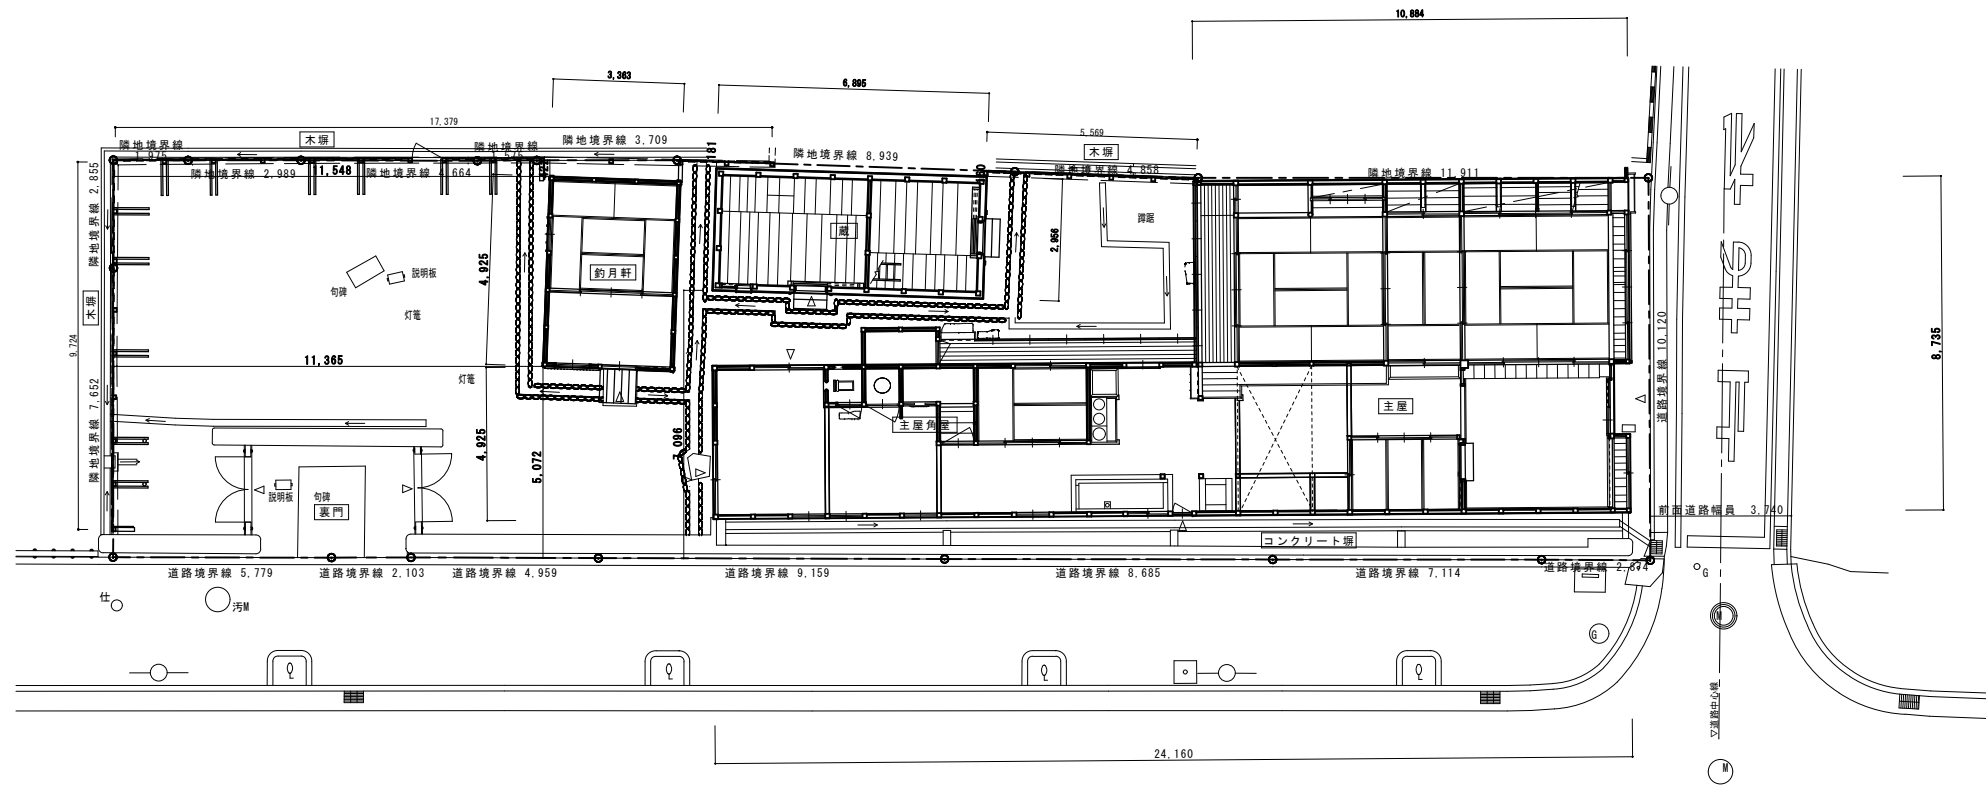 10,884
3,363
6,895
17,379
5,569
木塀
隣地境界線 3,709
木塀
隣地境界線
1,975
隣地境界線
575
181
隣地境界線 8,939
隣地境界線 2,989
1,548
隣地境界線 4,664
隣地境界線 4,858
隣地境界線 11,911
隣地境界線 2,855
蔵
蹲踞
2,956
釣月軒
4,925
説明板
句碑
灯篭
木塀
9,724
11,365
灯篭
隣地境界線 7,652
道路境界線 10,120
8,735
主屋
主屋角屋
4,925
5,072
説明板
句碑
裏門
前面道路幅員 3,740
コンクリート塀
道路境界線 5,779
道路境界線 2,103
道路境界線 4,959
道路境界線 9,159
道路境界線 8,685
道路境界線 7,114
道路境界線 2,874
G
仕
汚M
G
M
▽道路中心線
24,160
M